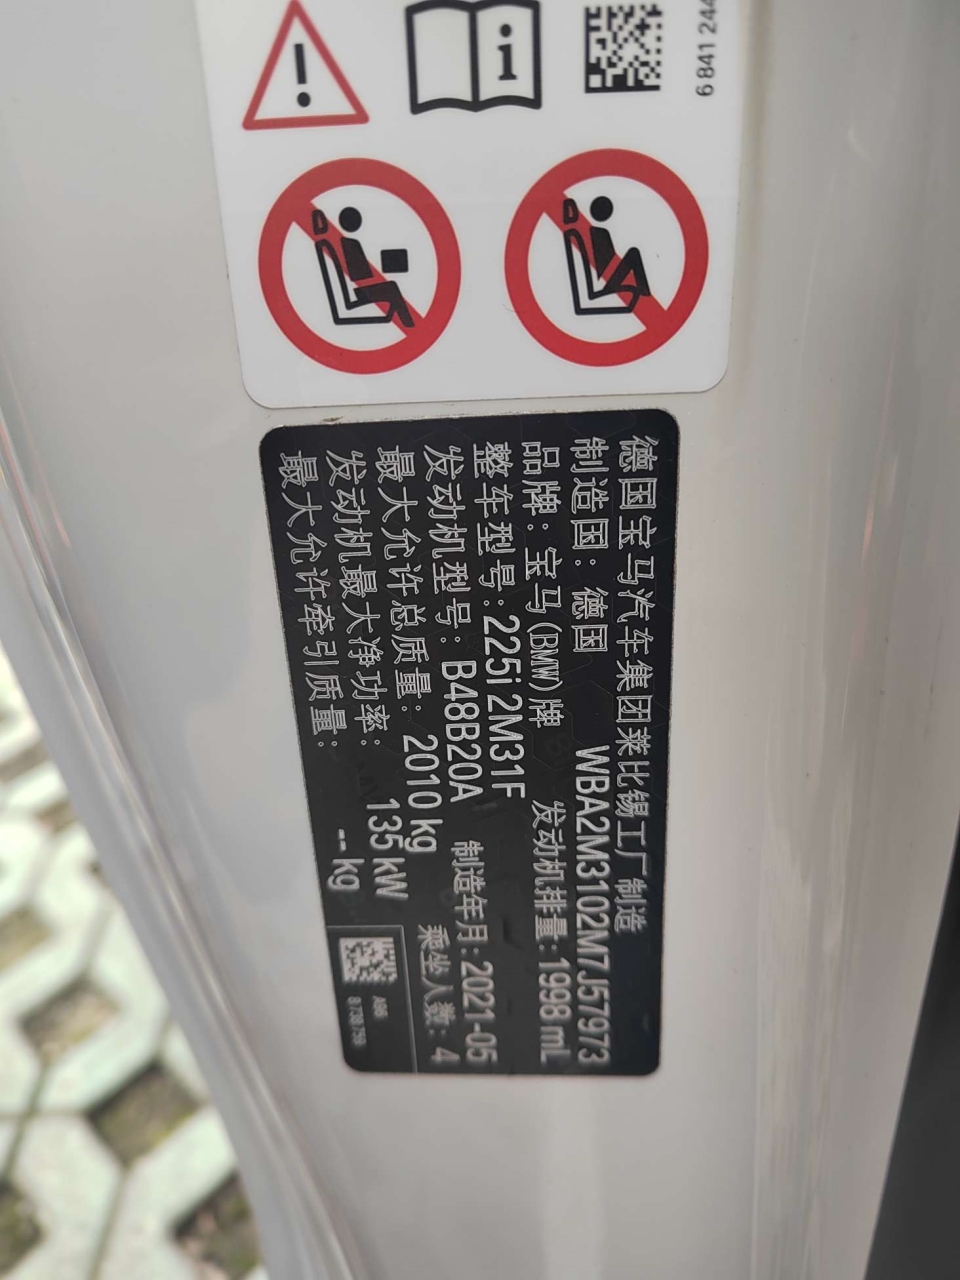 6 841 244
德国宝马汽车集团莱比锡工厂制造
制造国：德国 WBA2M3102M7J57973
品牌：宝马(BMW)牌 发动机排量：1998 mL
整车型号：225i 2M31F 制造年月：2021-05
发动机型号：B48B20A 乘坐人数：4
最大允许总质量：2010 kg
发动机最大净功率：135 kW
最大允许牵引质量：-- kg